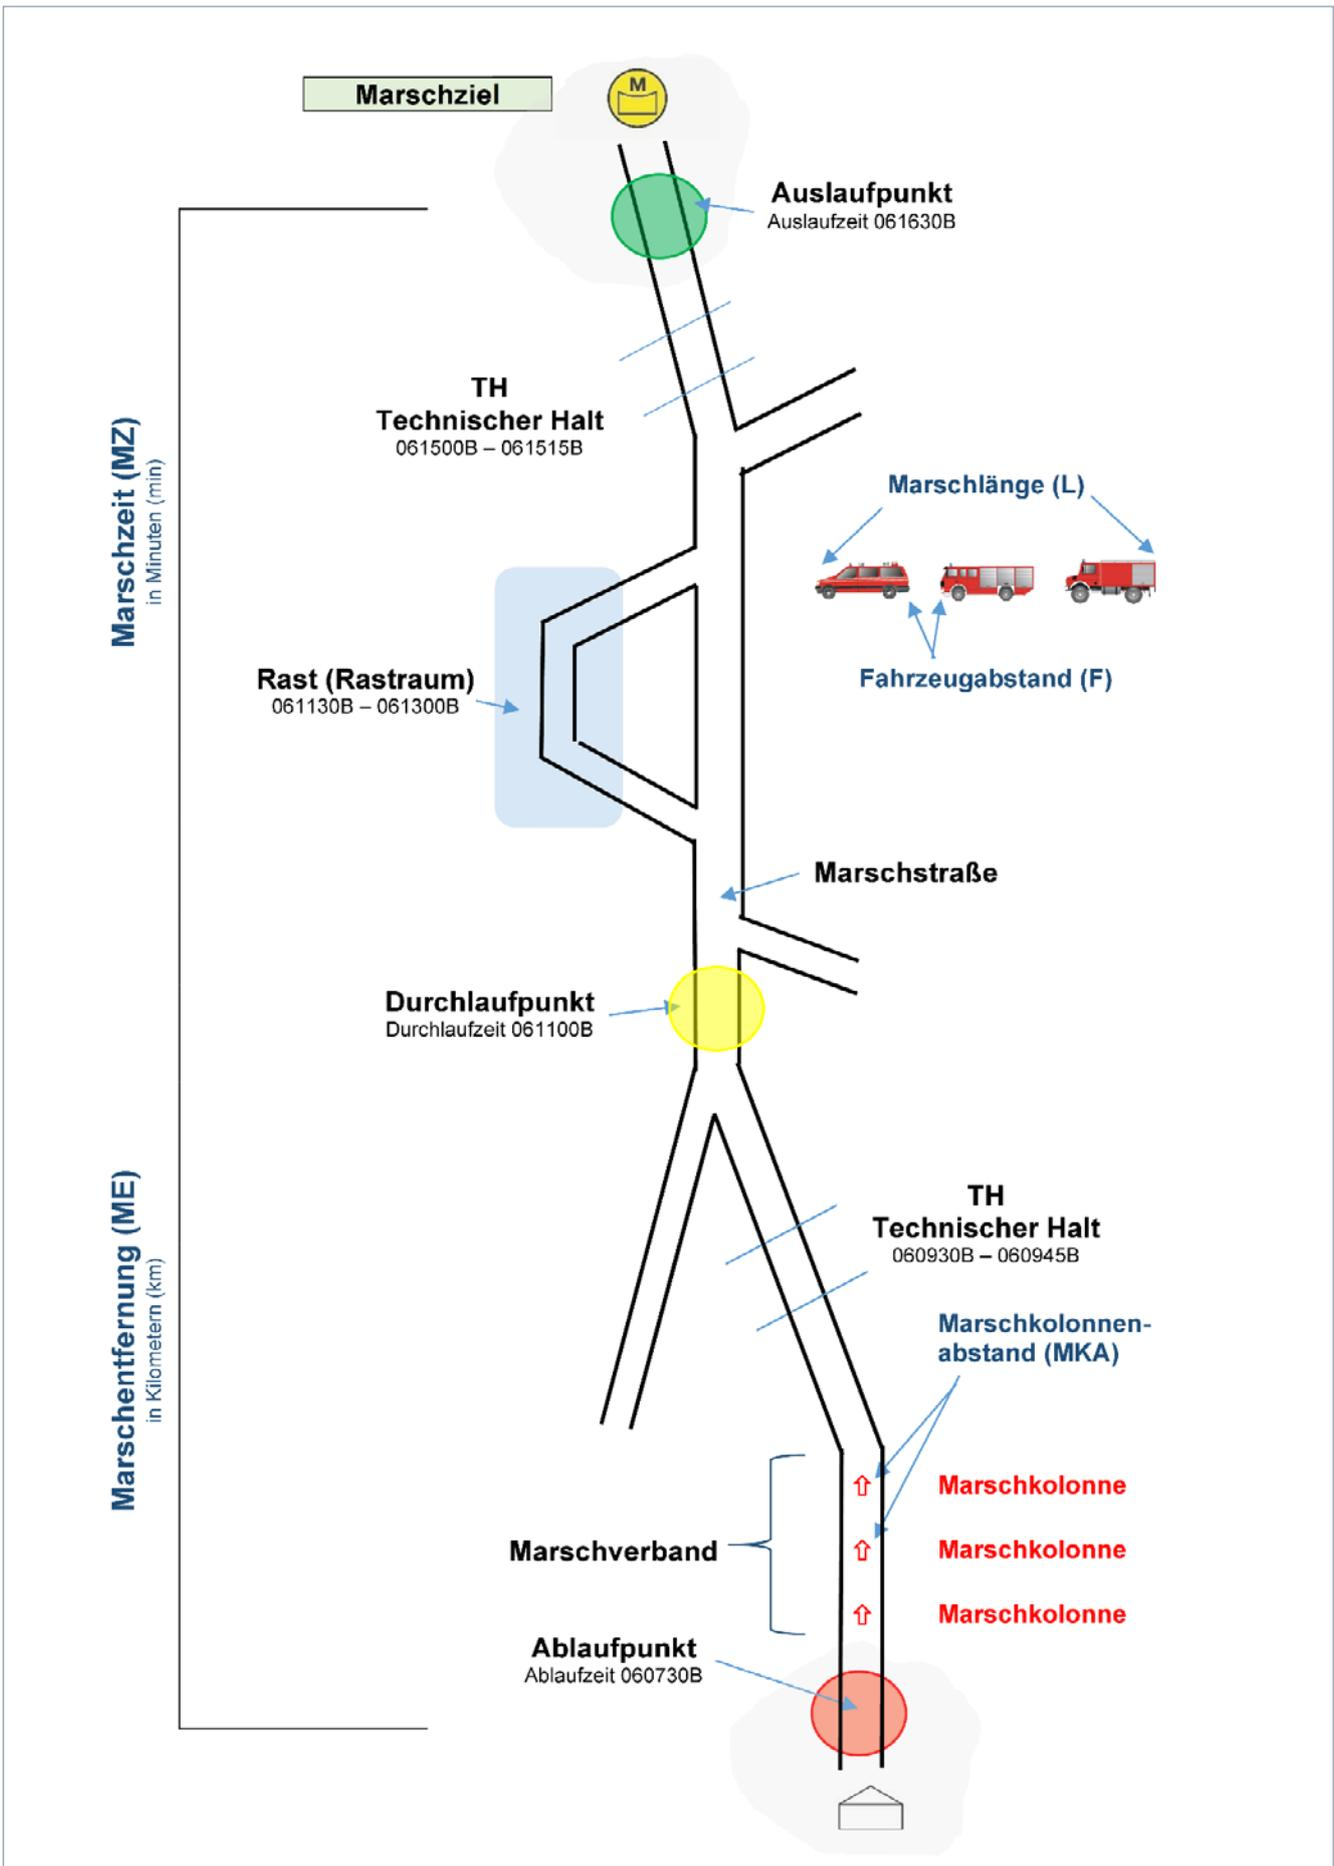 Marschziel
M
Auslaufpunkt
Auslaufzeit 061630B
TH
Technischer Halt
061500B – 061515B
Marschzeit (MZ)
in Minuten (min)
Marschlänge (L)
Fahrzeugabstand (F)
Rast (Rastraum)
061130B – 061300B
Marschstraße
Durchlaufpunkt
Durchlaufzeit 061100B
Marschentfernung (ME)
in Kilometern (km)
TH
Technischer Halt
060930B – 060945B
Marschkolonnen-
abstand (MKA)
Marschkolonne
Marschverband
Marschkolonne
Marschkolonne
Ablaufpunkt
Ablaufzeit 060730B